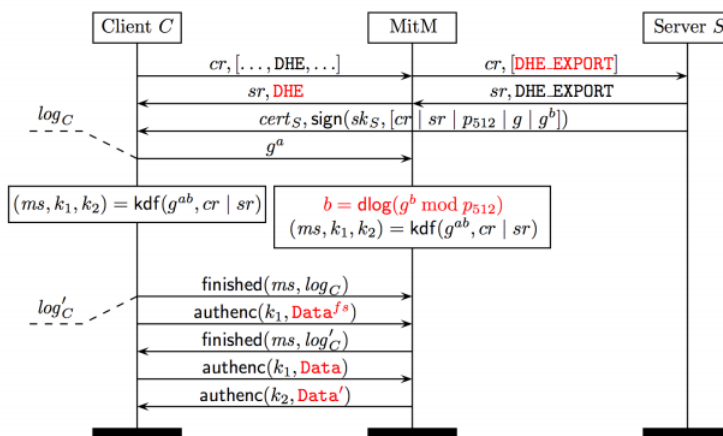 Client C MitM Server S
cr, [..., DHE, ...] cr, [DHE_EXPORT]
sr, DHE sr, DHE_EXPORT
log_C
cert_S, sign(sk_S, [cr | sr | p_512 | g | g^b])
g^a
(ms, k_1, k_2) = kdf(g^{ab}, cr | sr)
b = dlog(g^b mod p_512)
(ms, k_1, k_2) = kdf(g^{ab}, cr | sr)
finished(ms, log_C)
log'_C
authenc(k_1, Data^{fs})
finished(ms, log'_C)
authenc(k_1, Data)
authenc(k_2, Data')